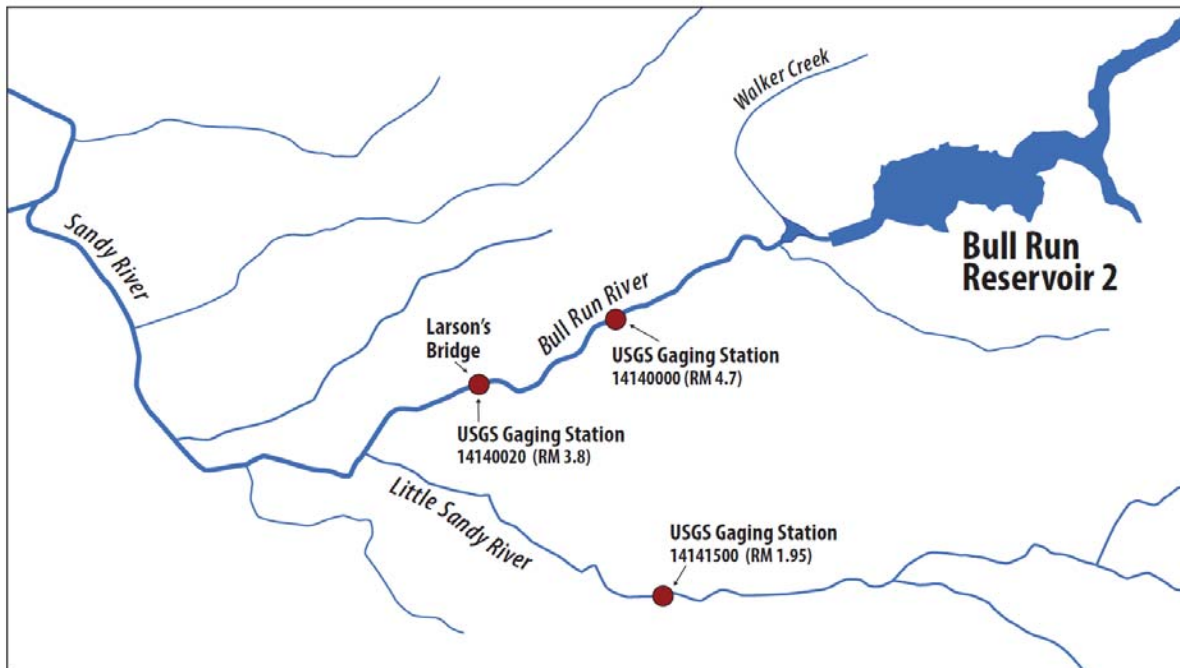 Walker Creek
Bull Run
Reservoir 2
Sandy River
Bull Run River
Larson's
Bridge
USGS Gaging Station
14140000 (RM 4.7)
USGS Gaging Station
14140020 (RM 3.8)
Little Sandy River
USGS Gaging Station
14141500 (RM 1.95)